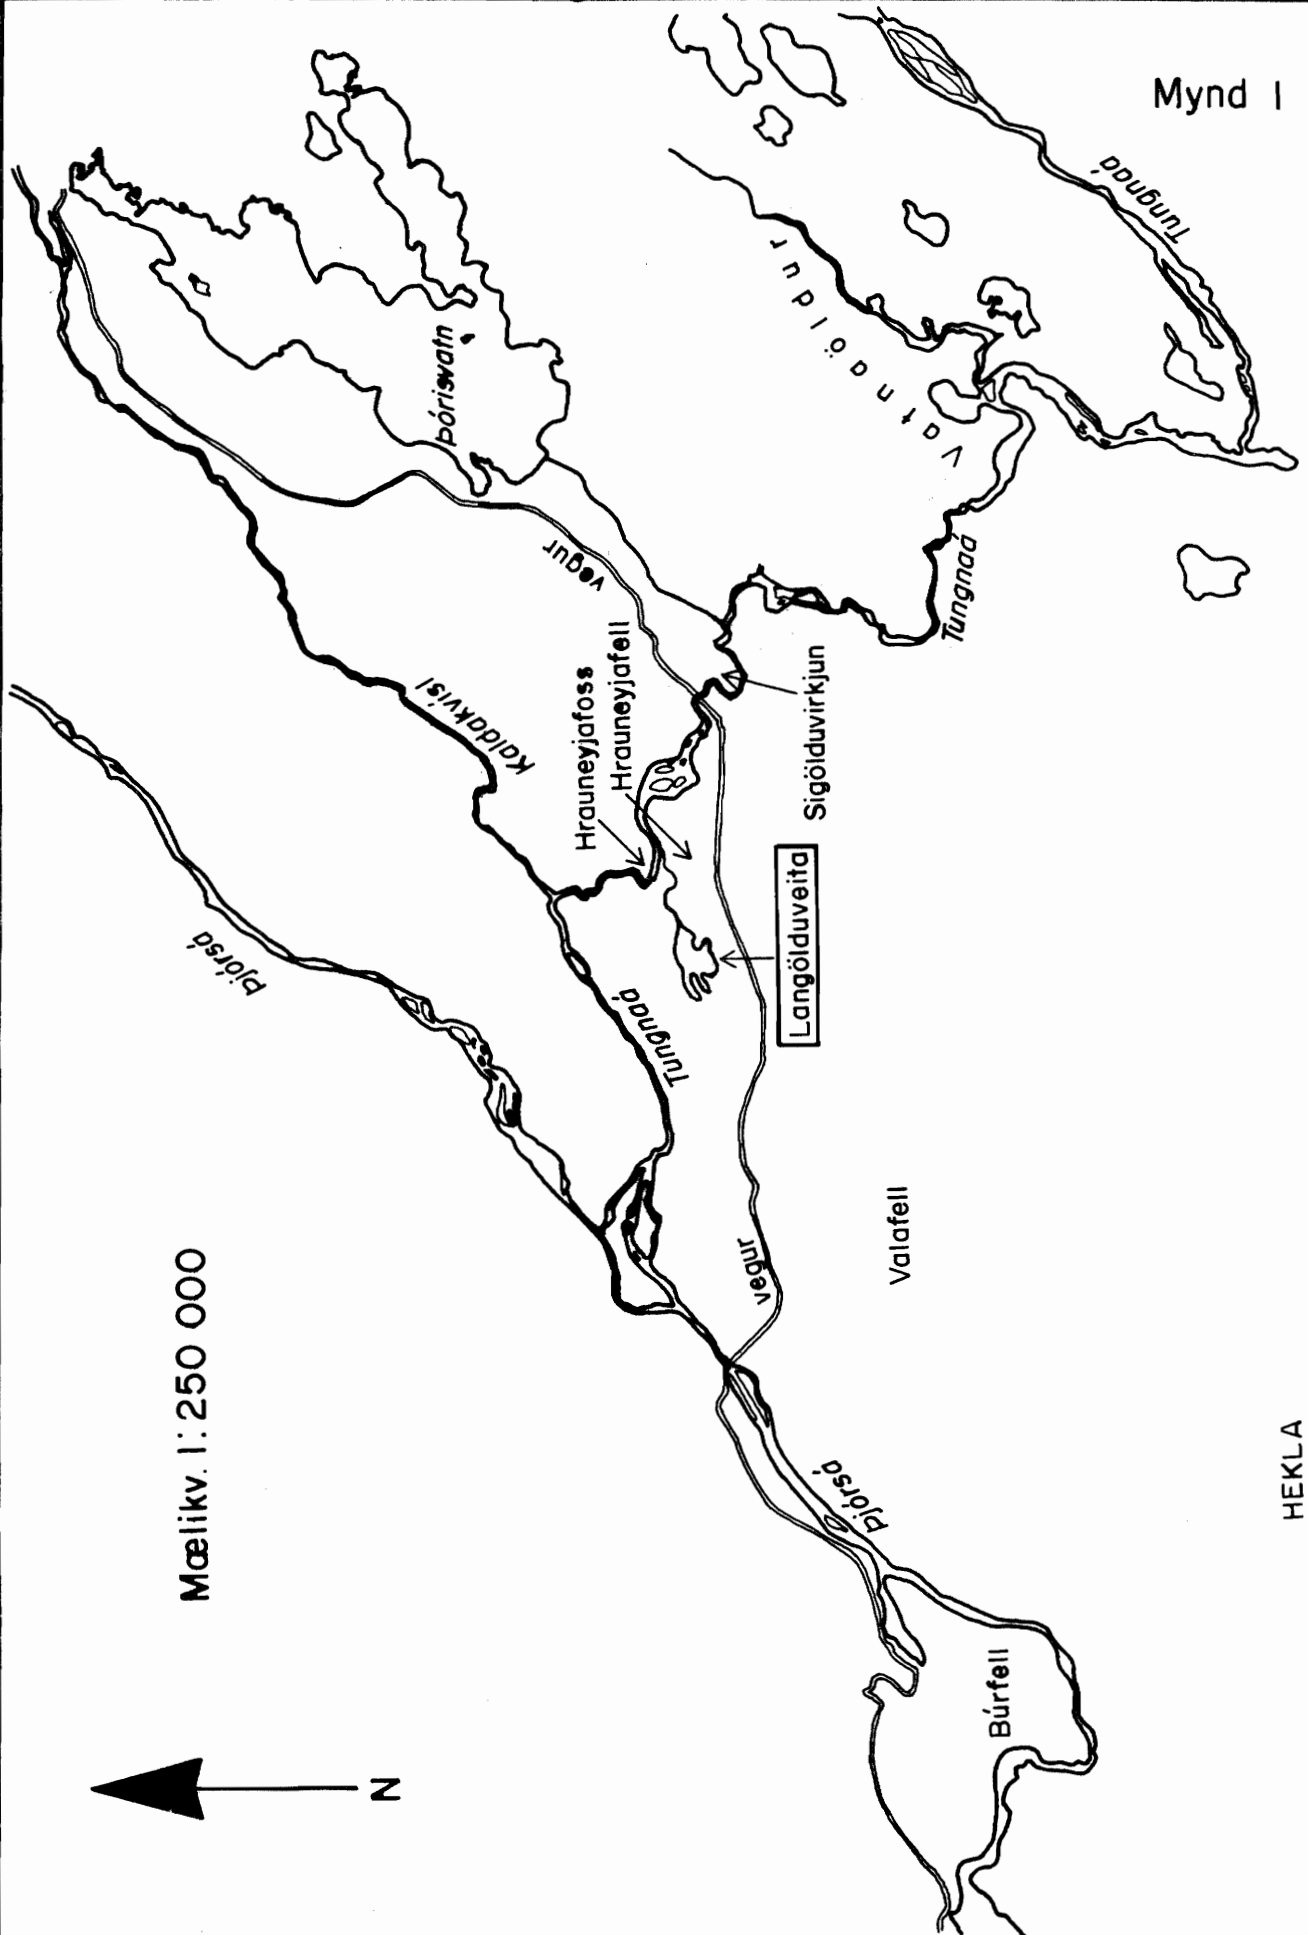 Mynd 1
Mælikv. 1:250 000
N
Þórisvatn
vegur
Kaldakvísl
Þjórsá
Hrauneyjafoss
Hrauneyjafell
Sigölduvirkjun
Langölduveita
Tungnaá
Tungnaá
Tungnaá
Vatnaöldur
Valafell
vegur
Þjórsá
Búrfell
HEKLA